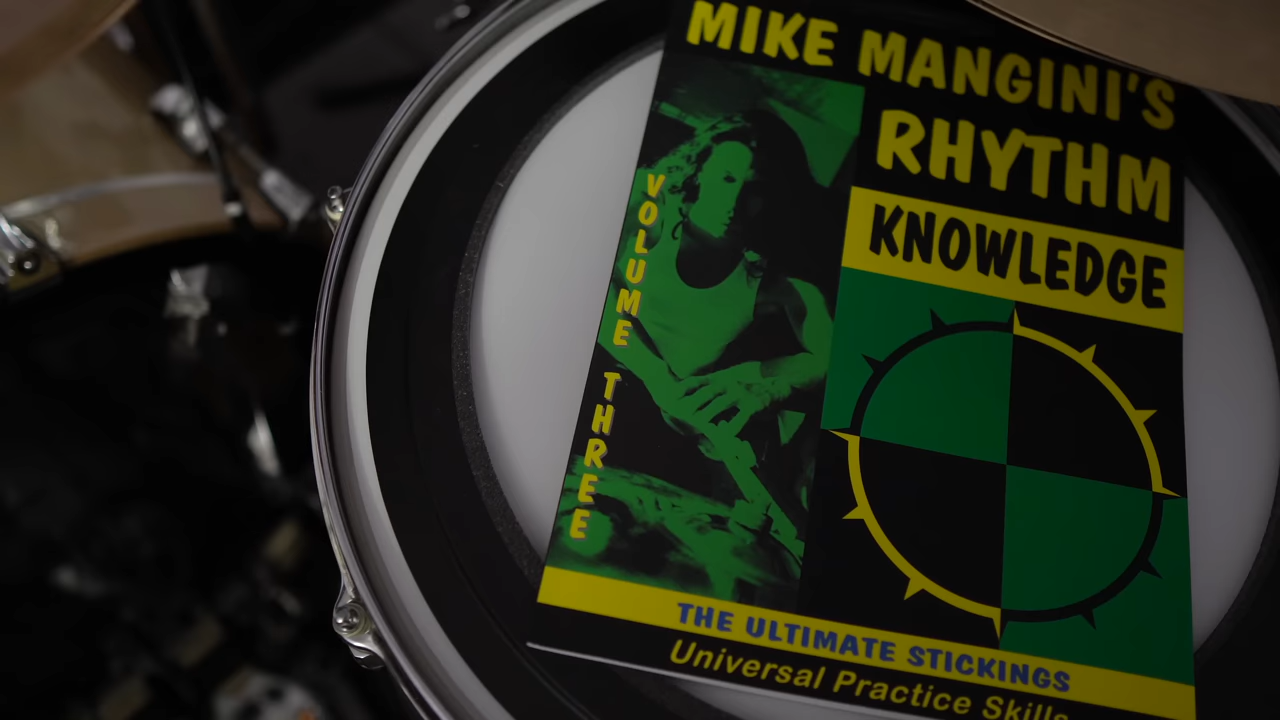 MIKE MANGINI'S
RHYTHM
KNOWLEDGE
VOLUME THREE
THE ULTIMATE STICKINGS
Universal Practice Skills